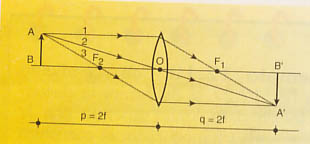 A 1
2
3
B F₂ O F₁ B'
A'
p = 2f q = 2f